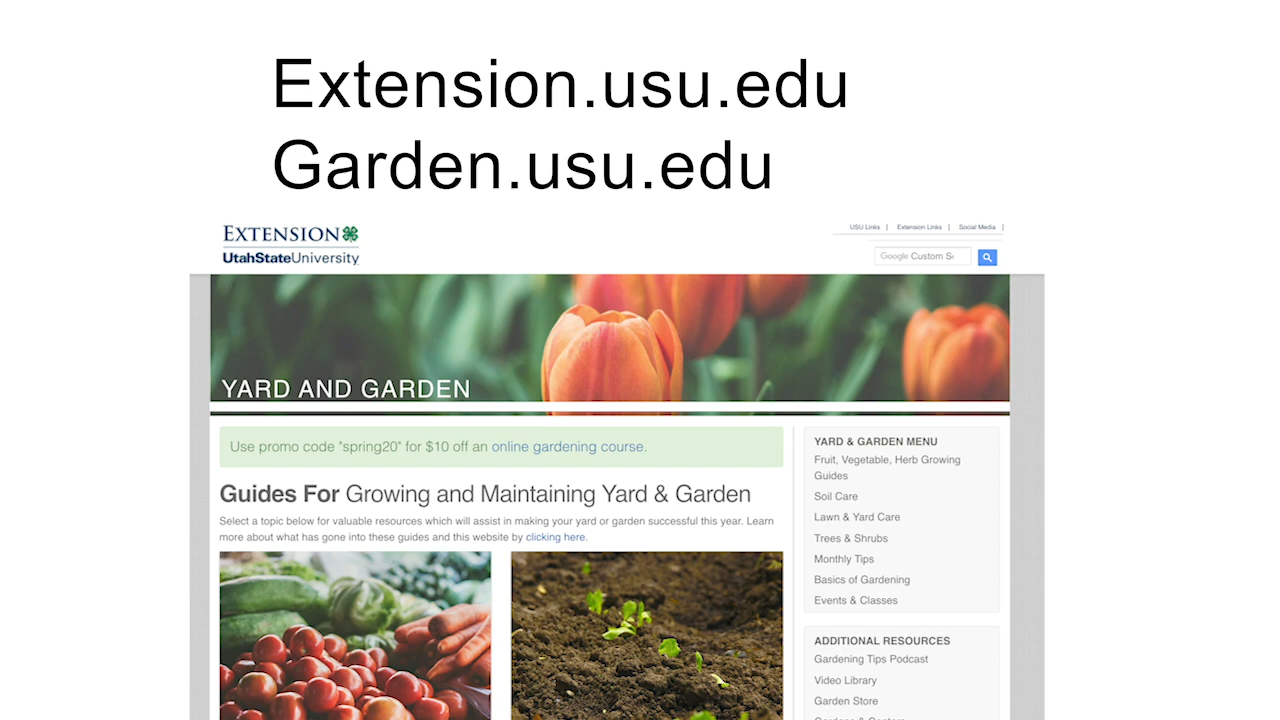 Extension.usu.edu
Garden.usu.edu
EXTENSION
UtahStateUniversity
USU Links | Extension Links | Social Media |
Google Custom Se
YARD AND GARDEN
Use promo code "spring20" for $10 off an online gardening course.
Guides For Growing and Maintaining Yard & Garden
Select a topic below for valuable resources which will assist in making your yard or garden successful this year. Learn
more about what has gone into these guides and this website by clicking here.
YARD & GARDEN MENU
Fruit, Vegetable, Herb Growing
Guides
Soil Care
Lawn & Yard Care
Trees & Shrubs
Monthly Tips
Basics of Gardening
Events & Classes
ADDITIONAL RESOURCES
Gardening Tips Podcast
Video Library
Garden Store